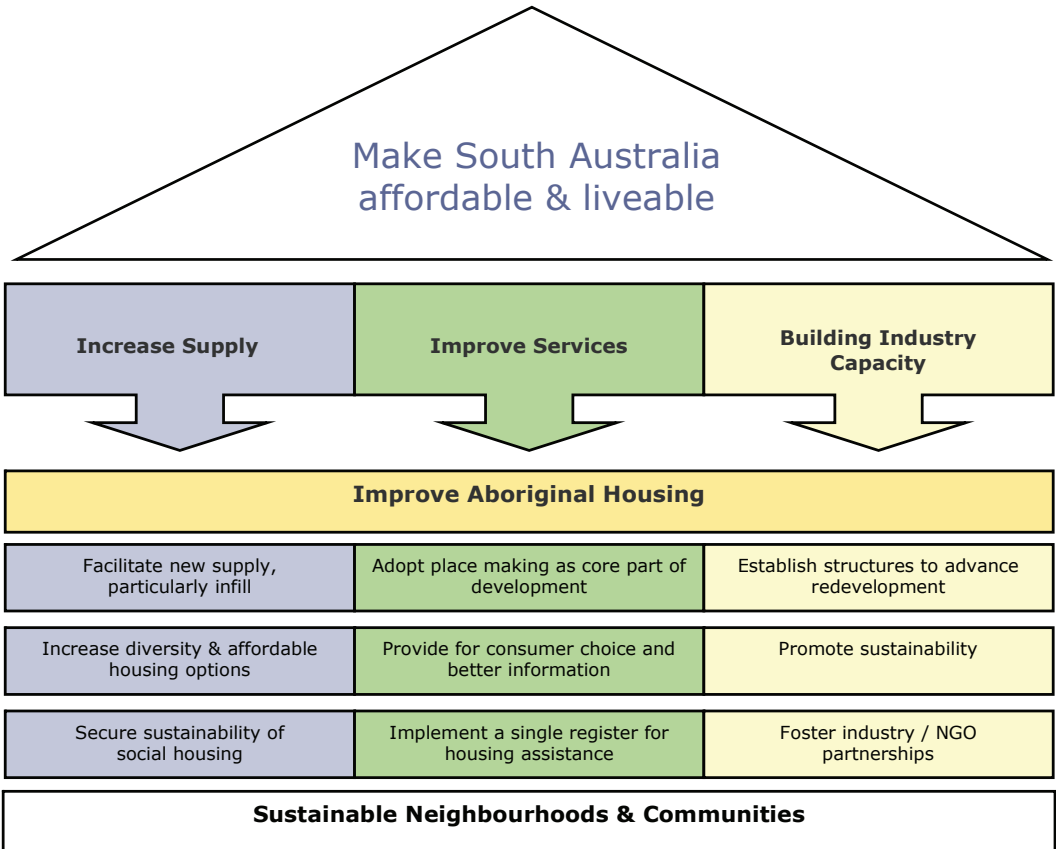 Make South Australia
affordable & liveable
Increase Supply
Improve Services
Building Industry
Capacity
Improve Aboriginal Housing
Facilitate new supply,
particularly infill
Adopt place making as core part of
development
Establish structures to advance
redevelopment
Increase diversity & affordable
housing options
Provide for consumer choice and
better information
Promote sustainability
Secure sustainability of
social housing
Implement a single register for
housing assistance
Foster industry / NGO
partnerships
Sustainable Neighbourhoods & Communities